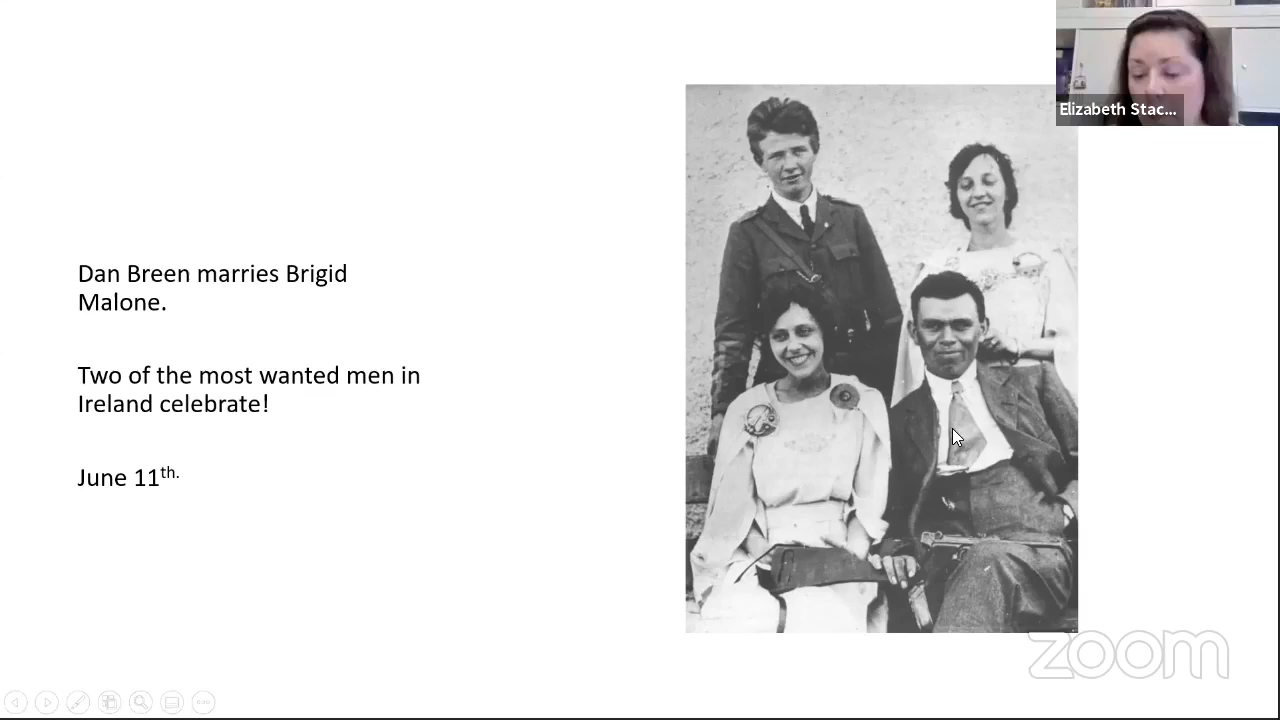 Elizabeth Stac...
Dan Breen marries Brigid
Malone.
Two of the most wanted men in
Ireland celebrate!
June 11th.
zoom